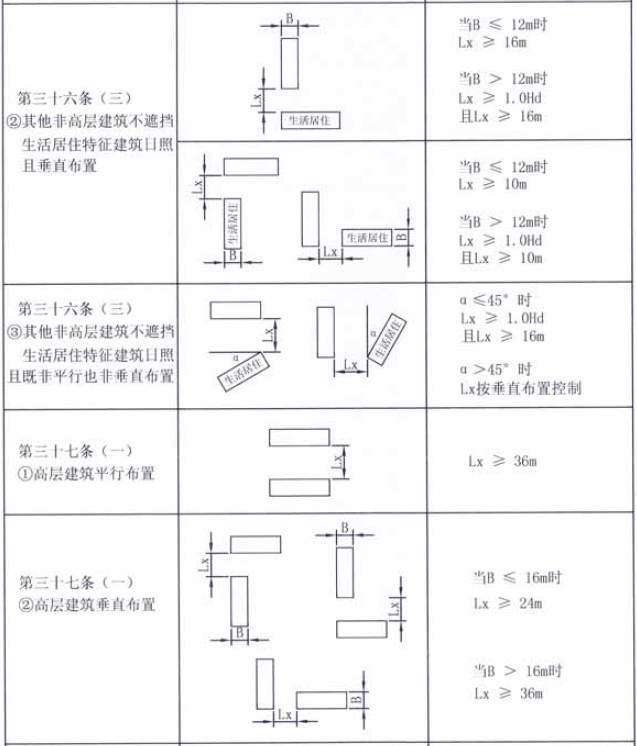 第三十六条（三）
②其他非高层建筑不遮挡
生活居住特征建筑日照
且垂直布置
B
Lx
生活居住
当B ≤ 12m时
Lx ≥ 16m
当B > 12m时
Lx ≥ 1.0Hd
且Lx ≥ 16m
Lx
生活居住
B
Lx
生活居住
B
当B ≤ 12m时
Lx ≥ 10m
当B > 12m时
Lx ≥ 1.0Hd
且Lx ≥ 10m
第三十六条（三）
③其他非高层建筑不遮挡
生活居住特征建筑日照
且既非平行也非垂直布置
Lx
α
生活居住
Lx
α
生活居住
α ≤45° 时
Lx ≥ 1.0Hd
且Lx ≥ 16m
α >45° 时
Lx按垂直布置控制
第三十七条（一）
①高层建筑平行布置
Lx
Lx ≥ 36m
第三十七条（一）
②高层建筑垂直布置
Lx
B
B
Lx
Lx
B
当B ≤ 16m时
Lx ≥ 24m
当B > 16m时
Lx ≥ 36m